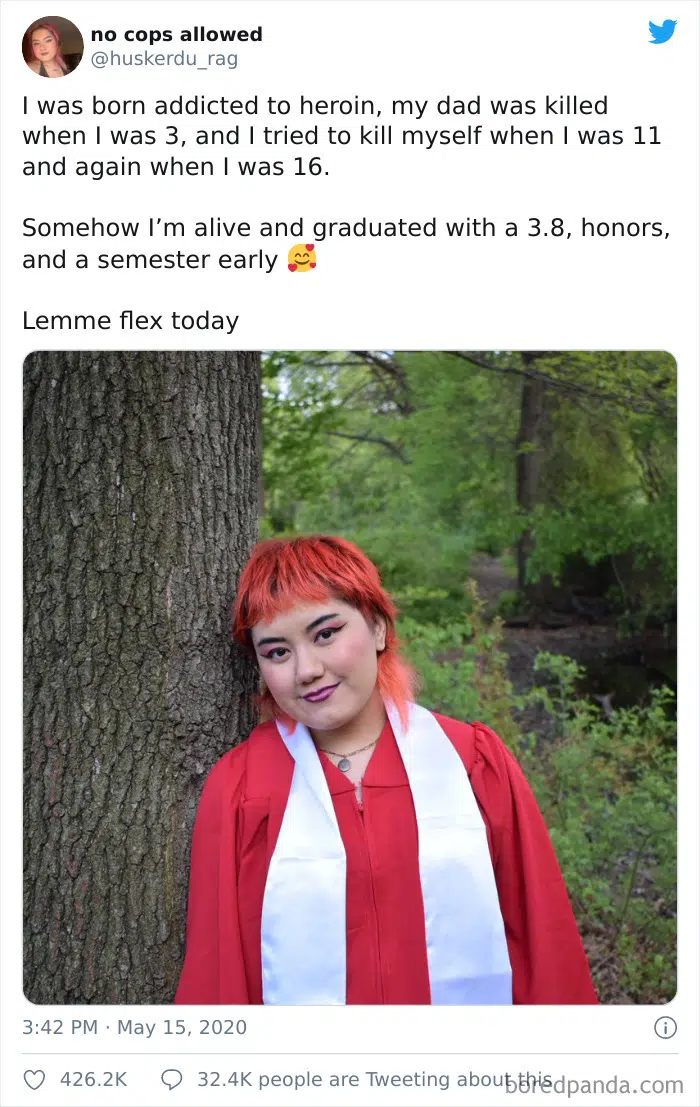 no cops allowed
@huskerdu_rag
I was born addicted to heroin, my dad was killed
when I was 3, and I tried to kill myself when I was 11
and again when I was 16.
Somehow I’m alive and graduated with a 3.8, honors,
and a semester early 🥰
Lemme flex today
3:42 PM · May 15, 2020
426.2K 32.4K people are Tweeting about this
boredpanda.com